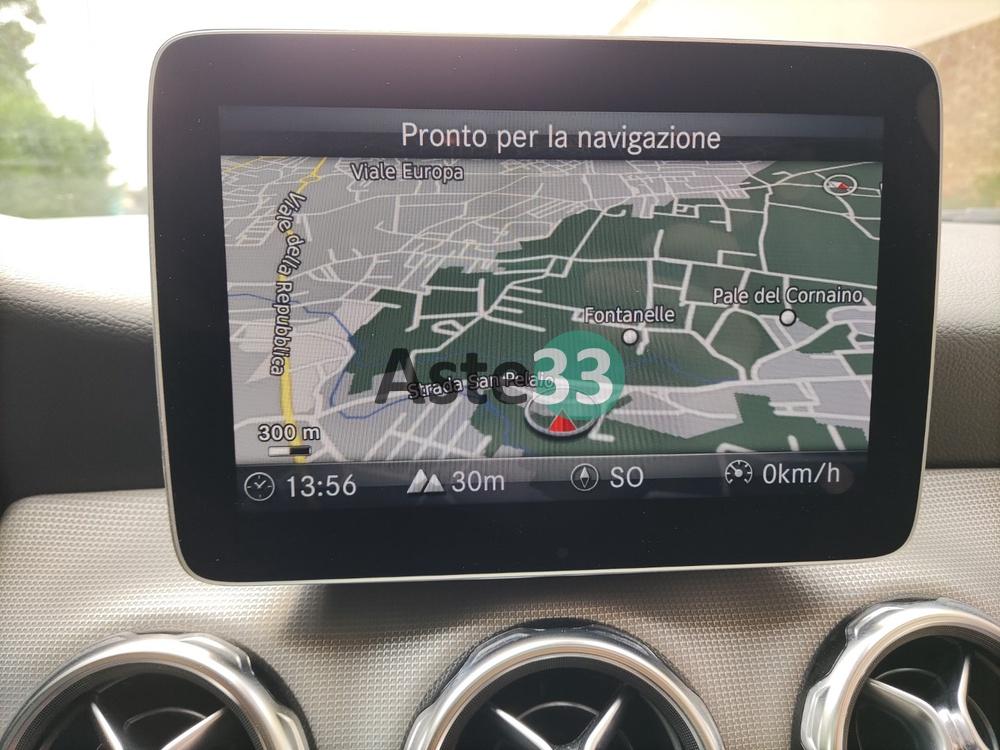 Pronto per la navigazione
Viale Europa
Viale della Repubblica
Pale del Cornaino
Fontanelle
Aste33
Strada San Pelaio
300 m
13:56 30m SO 0km/h